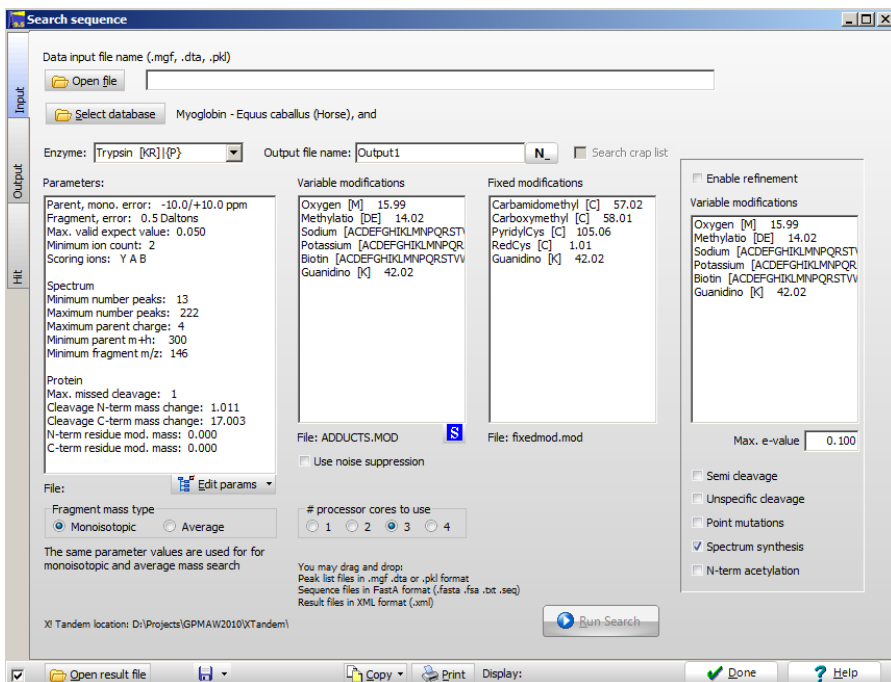 9.5 Search sequence
Input
Output
Hit
Data input file name (.mgf, .dta, .pkl)
Open file
Select database Myoglobin - Equus caballus (Horse), and
Enzyme: Trypsin [KR]|{P} Output file name: Output1 N_ Search crap list
Parameters:
Parent, mono. error: -10.0/+10.0 ppm
Fragment, error: 0.5 Daltons
Max. valid expect value: 0.050
Minimum ion count: 2
Scoring ions: Y A B
Spectrum
Minimum number peaks: 13
Maximum number peaks: 222
Maximum parent charge: 4
Minimum parent m+h: 300
Minimum fragment m/z: 146
Protein
Max. missed cleavage: 1
Cleavage N-term mass change: 1.011
Cleavage C-term mass change: 17.003
N-term residue mod. mass: 0.000
C-term residue mod. mass: 0.000
File: Edit params
Fragment mass type
Monoisotopic Average
The same parameter values are used for for
monoisotopic and average mass search
X! Tandem location: D:\Projects\GPMAW2010\XTandem\
Variable modifications
Oxygen [M] 15.99
Methylatio [DE] 14.02
Sodium [ACDEFGHIKLMNPQRSTV
Potassium [ACDEFGHIKLMNPQR
Biotin [ACDEFGHIKLMNPQRSTVW
Guanidino [K] 42.02
File: ADDUCTS.MOD S
Use noise suppression
# processor cores to use
1 2 3 4
You may drag and drop:
Peak list files in .mgf .dta or .pkl format
Sequence files in FastA format (.fasta .fsa .txt .seq)
Result files in XML format (.xml)
Fixed modifications
Carbamidomethyl [C] 57.02
Carboxymethyl [C] 58.01
PyridylCys [C] 105.06
RedCys [C] 1.01
Guanidino [K] 42.02
File: fixedmod.mod
Run Search
Enable refinement
Variable modifications
Oxygen [M] 15.99
Methylatio [DE] 14.02
Sodium [ACDEFGHIKLMNPQRSTV
Potassium [ACDEFGHIKLMNPQR
Biotin [ACDEFGHIKLMNPQRSTVW
Guanidino [K] 42.02
Max. e-value 0.100
Semi cleavage
Unspecific cleavage
Point mutations
Spectrum synthesis
N-term acetylation
Open result file Copy Print Display: Done ? Help